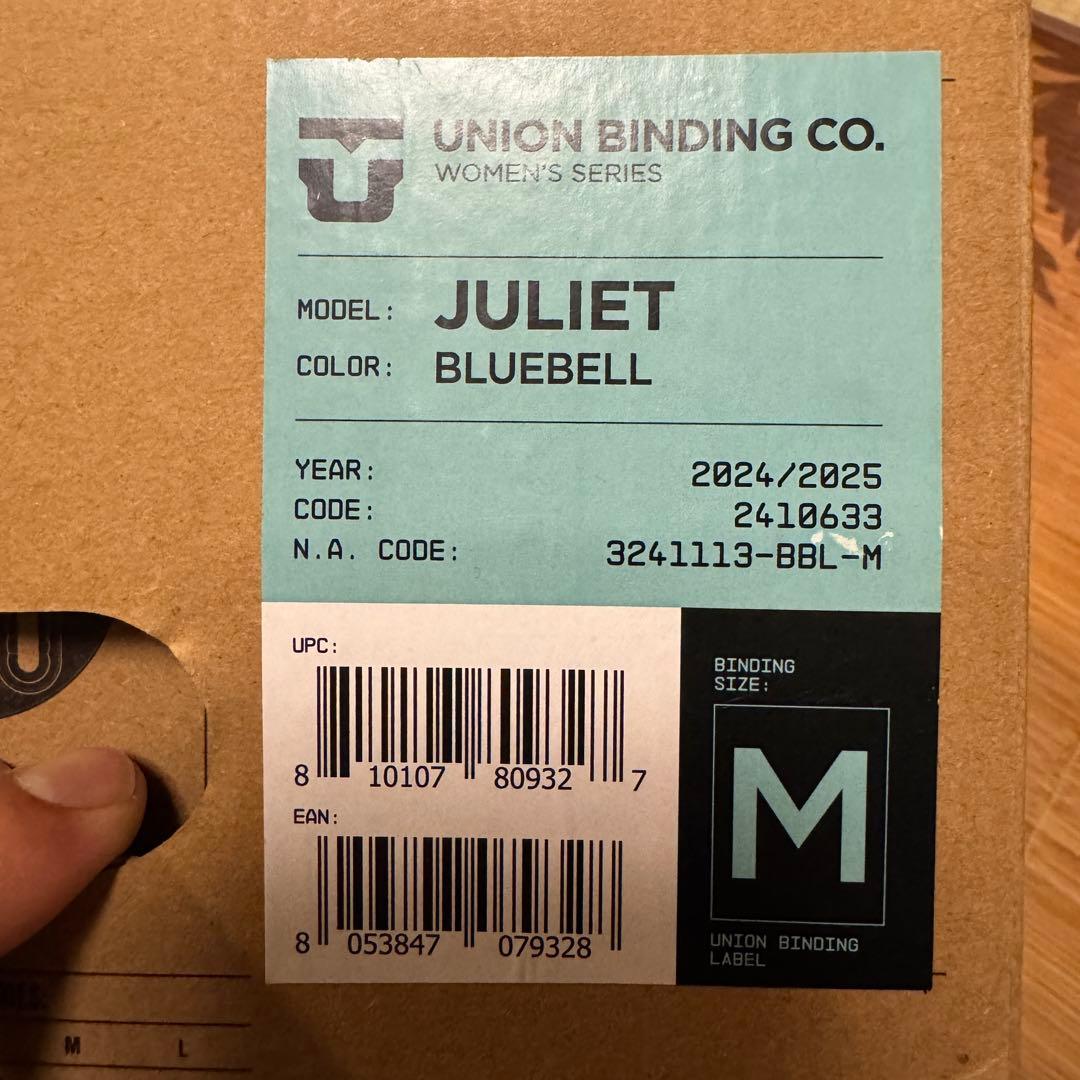 UNION BINDING CO.
WOMEN'S SERIES
MODEL: JULIET
COLOR: BLUEBELL
YEAR: 2024/2025
CODE: 2410633
N.A. CODE: 3241113-BBL-M
UPC:
8 10107 80932 7
EAN:
8 053847 079328
BINDING
SIZE:
M
UNION BINDING
LABEL
M L